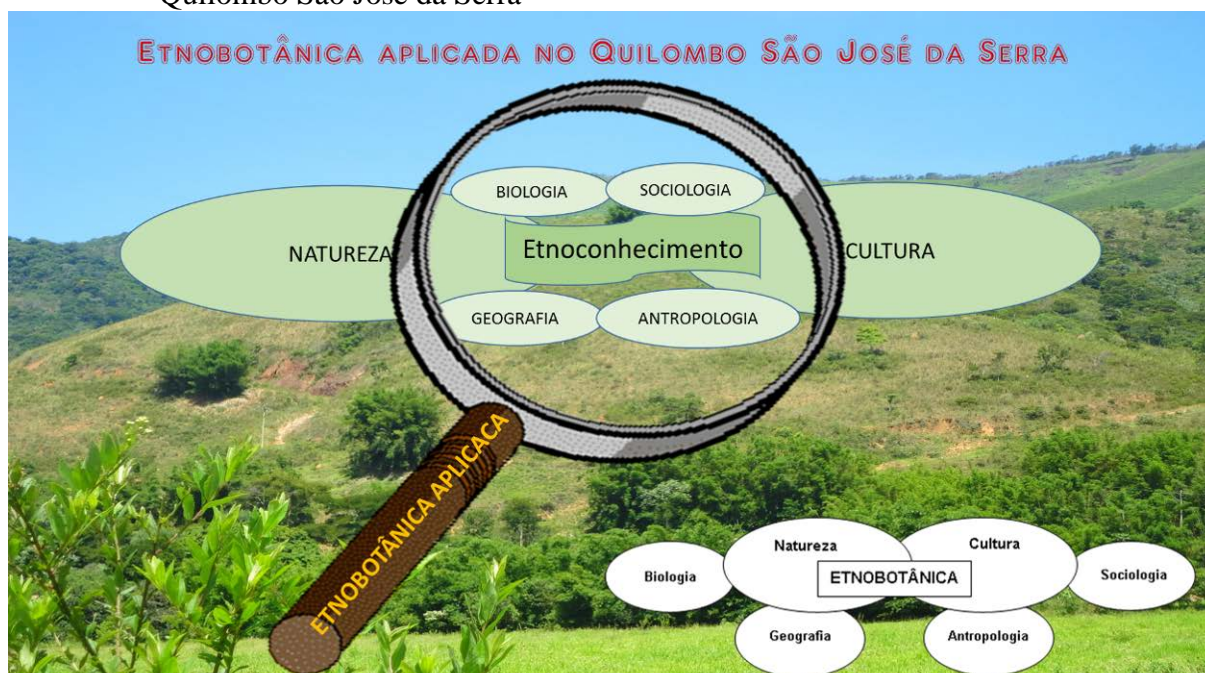 Quilombo São José da Serra
ETNOBOTÂNICA APLICADA NO QUILOMBO SÃO JOSÉ DA SERRA
BIOLOGIA SOCIOLOGIA
NATUREZA Etnoconhecimento CULTURA
GEOGRAFIA ANTROPOLOGIA
ETNOBOTÂNICA APLICACA
Natureza Cultura
Biologia ETNOBOTÂNICA Sociologia
Geografia Antropologia